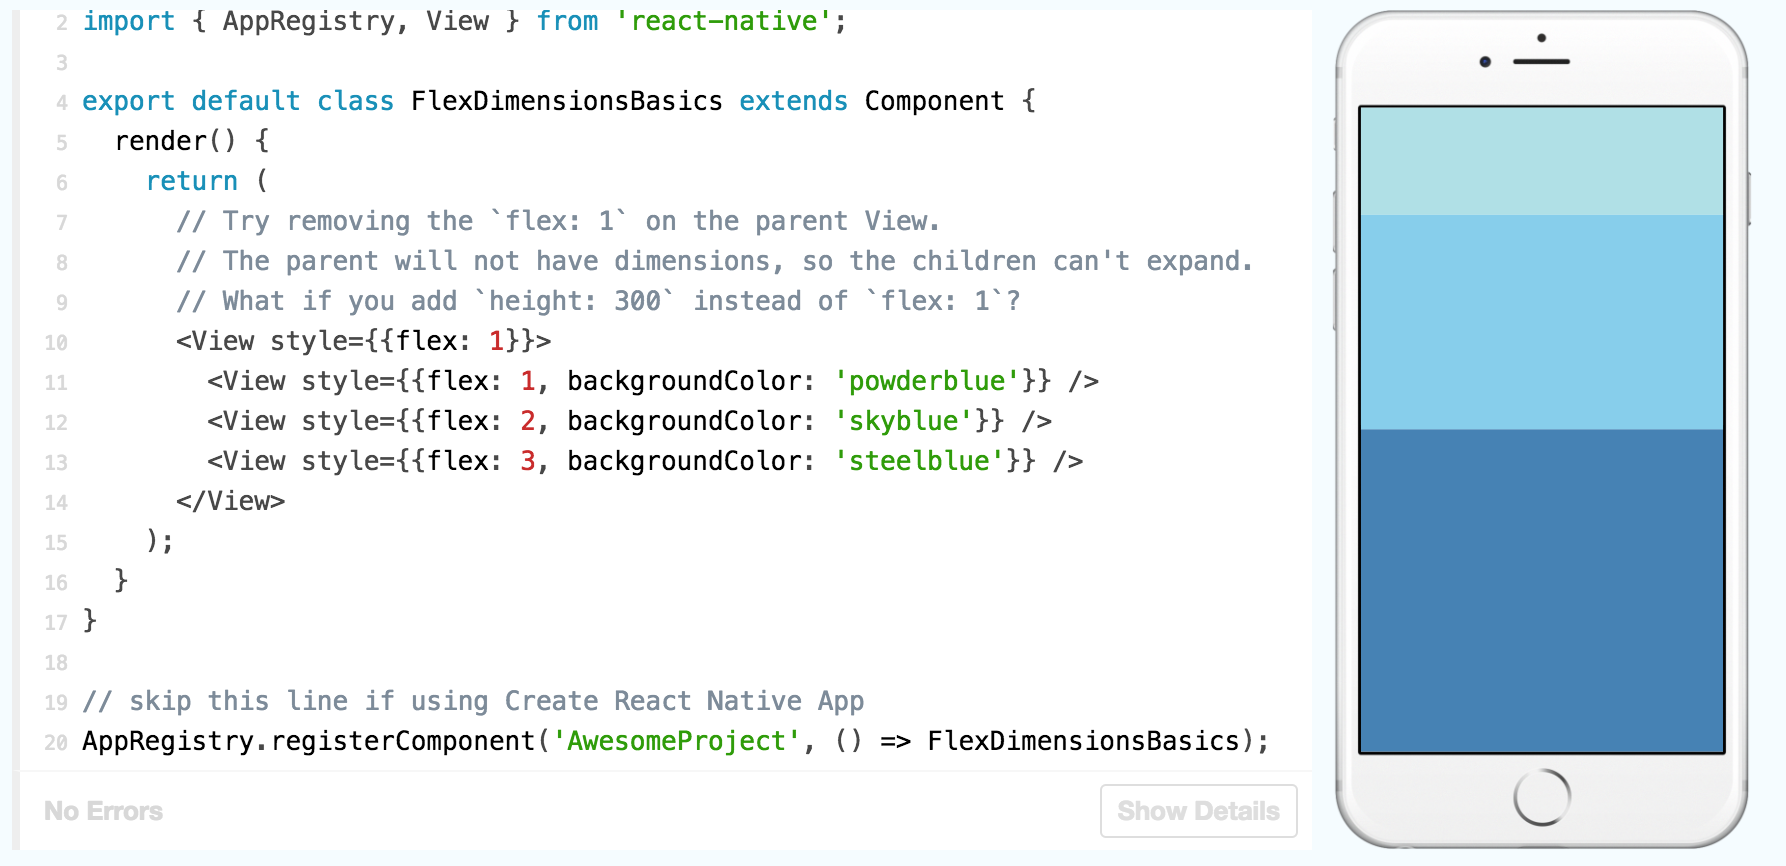 2 import { AppRegistry, View } from 'react-native';
3
4 export default class FlexDimensionsBasics extends Component {
5   render() {
6     return (
7       // Try removing the `flex: 1` on the parent View.
8       // The parent will not have dimensions, so the children can't expand.
9       // What if you add `height: 300` instead of `flex: 1`?
10       <View style={{flex: 1}}>
11         <View style={{flex: 1, backgroundColor: 'powderblue'}} />
12         <View style={{flex: 2, backgroundColor: 'skyblue'}} />
13         <View style={{flex: 3, backgroundColor: 'steelblue'}} />
14       </View>
15     );
16   }
17 }
18
19 // skip this line if using Create React Native App
20 AppRegistry.registerComponent('AwesomeProject', () => FlexDimensionsBasics);
No Errors
Show Details